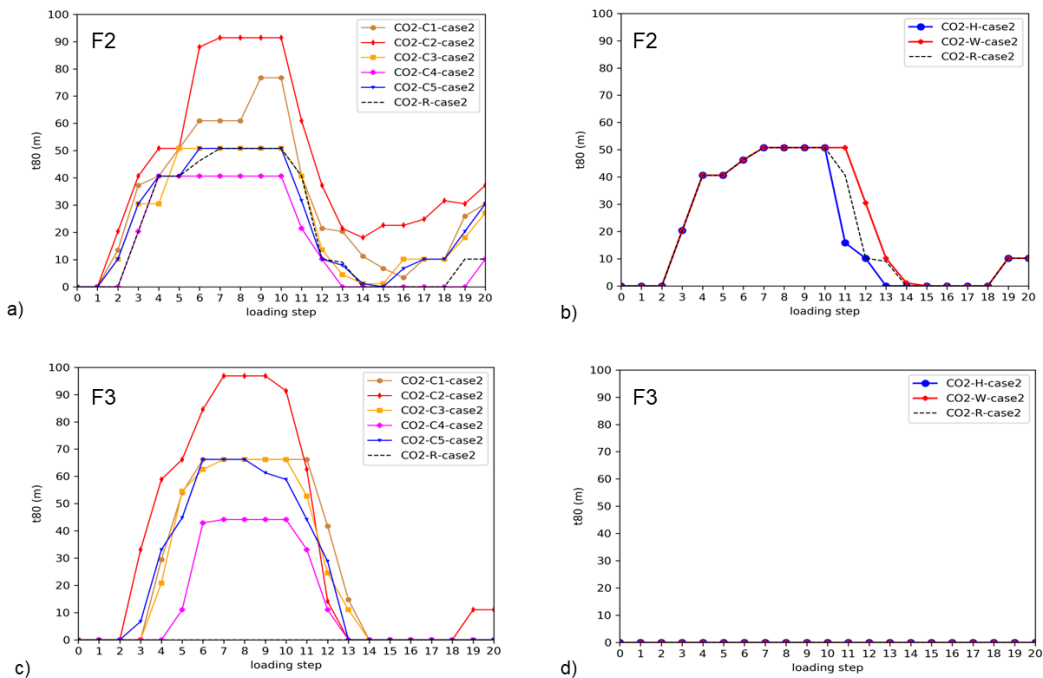 F2
CO2-C1-case2
CO2-C2-case2
CO2-C3-case2
CO2-C4-case2
CO2-C5-case2
CO2-R-case2
100
90
80
70
60
50
40
30
20
10
0
t80 (m)
0 1 2 3 4 5 6 7 8 9 10 11 12 13 14 15 16 17 18 19 20
loading step
a)
F2
CO2-H-case2
CO2-W-case2
CO2-R-case2
100
90
80
70
60
50
40
30
20
10
0
t80 (m)
0 1 2 3 4 5 6 7 8 9 10 11 12 13 14 15 16 17 18 19 20
loading step
b)
F3
CO2-C1-case2
CO2-C2-case2
CO2-C3-case2
CO2-C4-case2
CO2-C5-case2
CO2-R-case2
100
90
80
70
60
50
40
30
20
10
0
t80 (m)
0 1 2 3 4 5 6 7 8 9 10 11 12 13 14 15 16 17 18 19 20
loading step
c)
F3
CO2-H-case2
CO2-W-case2
CO2-R-case2
100
90
80
70
60
50
40
30
20
10
0
t80 (m)
0 1 2 3 4 5 6 7 8 9 10 11 12 13 14 15 16 17 18 19 20
loading step
d)